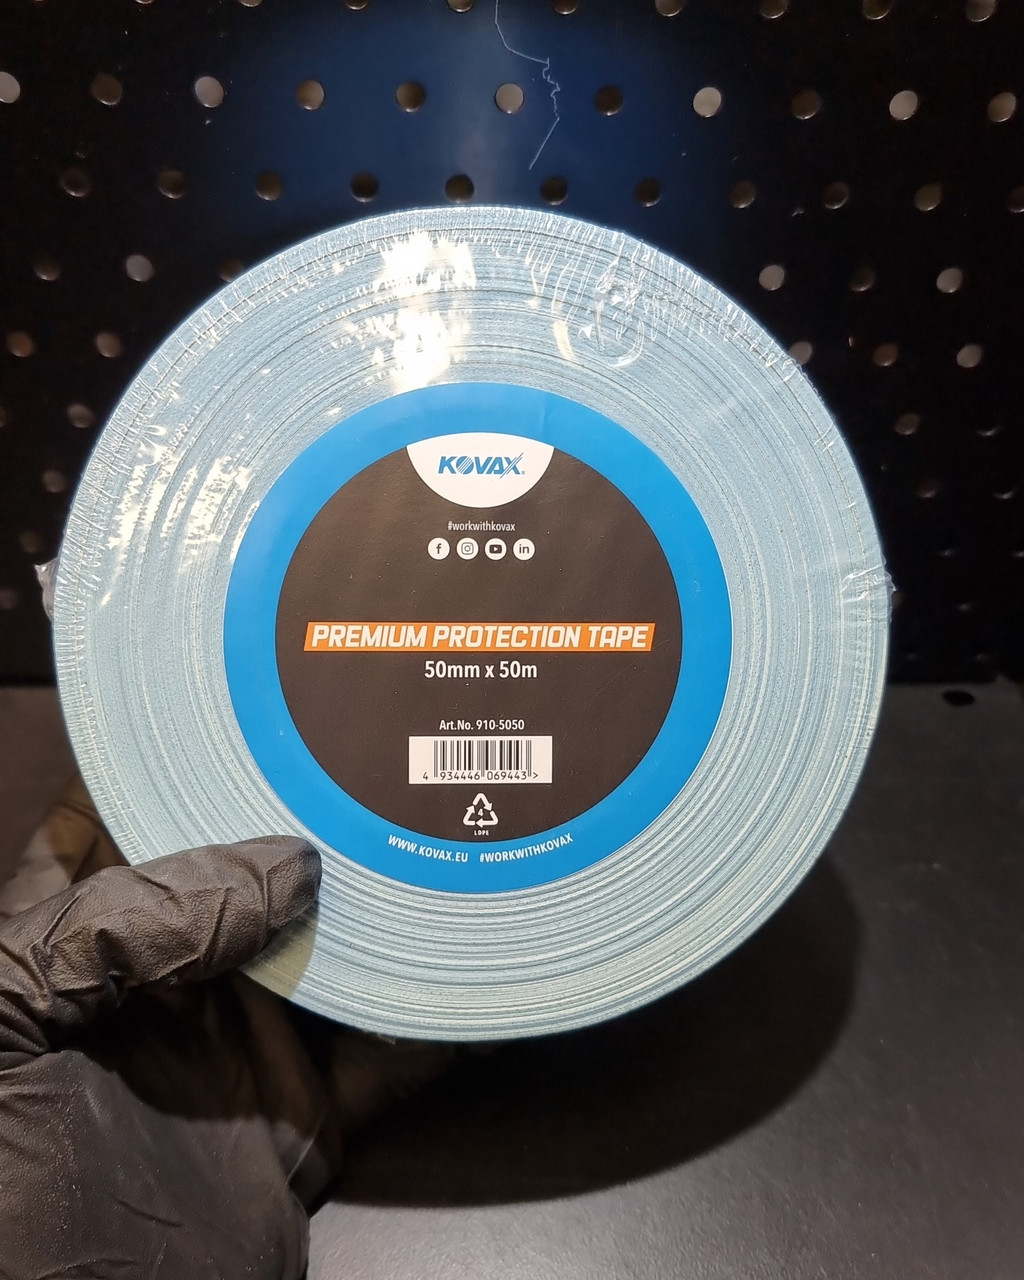 KOVAX®
#workwithkovax
PREMIUM PROTECTION TAPE
50mm x 50m
Art.No. 910-5050
4 934446 069443 >
4
LDPE
WWW.KOVAX.EU #WORKWITHKOVAX